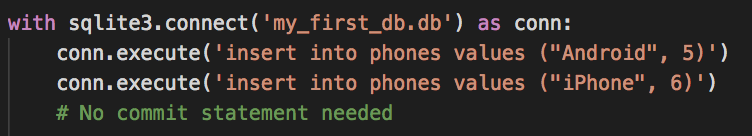 with sqlite3.connect('my_first_db.db') as conn:
    conn.execute('insert into phones values ("Android", 5)')
    conn.execute('insert into phones values ("iPhone", 6)')
    # No commit statement needed